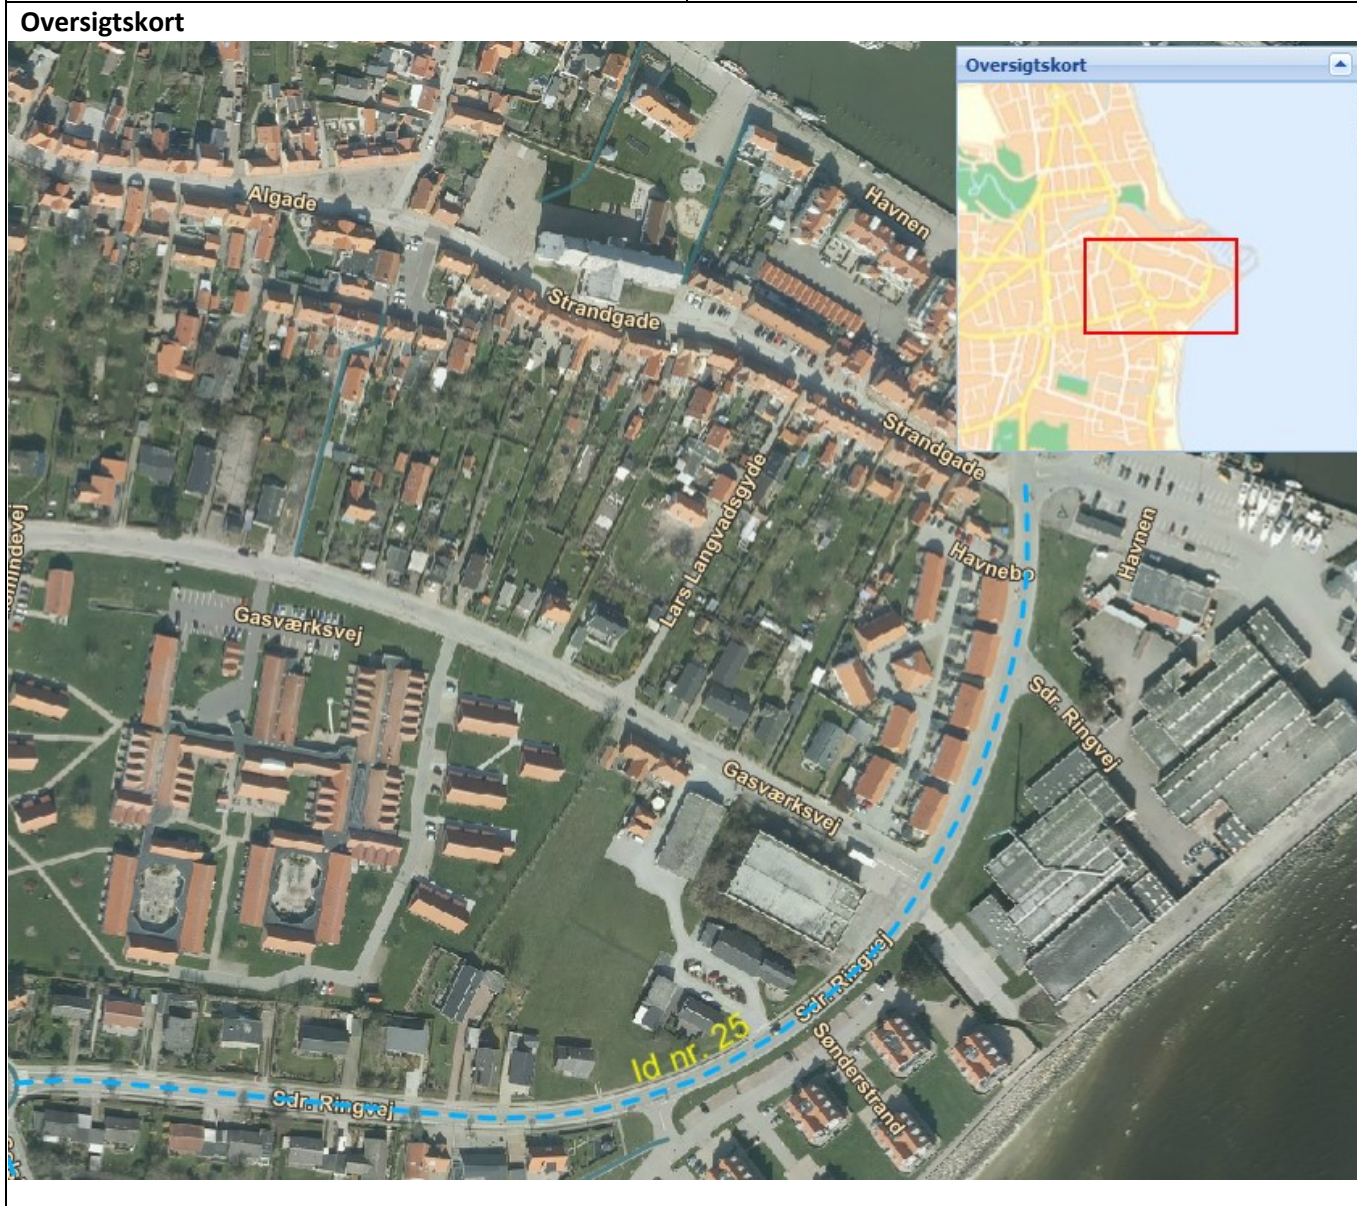 Oversigtskort
Oversigtskort
Algade
Havnen
Strandgade
Strandgade
Lars Langvadsgyde
Havnen
Havnebo
mindevej
Gasværksvej
Sdr. Ringvej
Gasværksvej
Sdr. Ringvej
Id nr. 25
Sønderstrand
Sdr. Ringvej